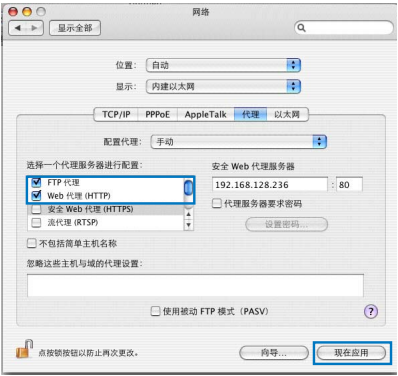 网络
显示全部
位置: 自动
显示: 内建以太网
TCP/IP PPPoE AppleTalk 代理 以太网
配置代理: 手动
选择一个代理服务器进行配置: 安全 Web 代理服务器
FTP 代理 192.168.128.236 : 80
Web 代理 (HTTP)
安全 Web 代理 (HTTPS) 代理服务器要求密码
流代理 (RTSP) 设置密码...
不包括简单主机名称
忽略这些主机与域的代理设置:
使用被动 FTP 模式（PASV） ?
点按锁按钮以防止再次更改。 向导... 现在应用